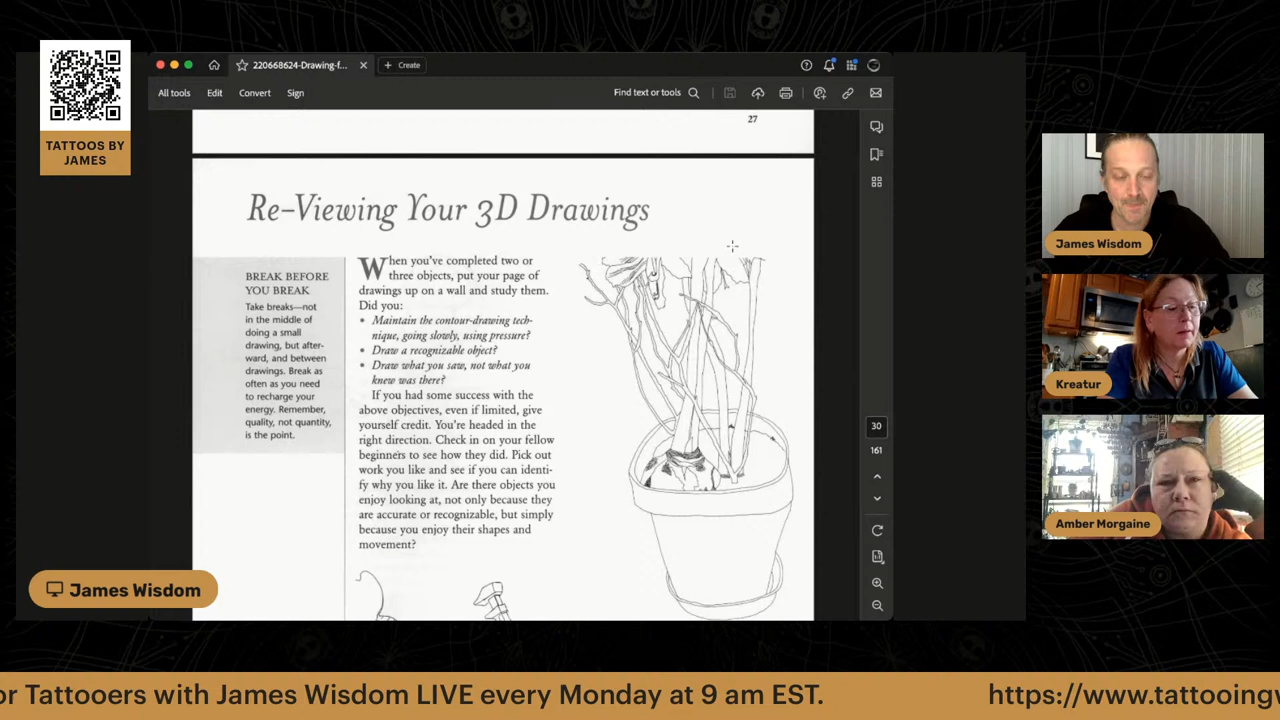 TATTOOS BY
JAMES
220668624-Drawing-f...
Create
All tools
Edit
Convert
Sign
Find text or tools
27
Re-Viewing Your 3D Drawings
BREAK BEFORE
YOU BREAK
Take breaks—not
in the middle of
doing a small
drawing, but after-
ward, and between
drawings. Break as
often as you need
to recharge your
energy. Remember,
quality, not quantity,
is the point.
When you've completed two or
three objects, put your page of
drawings up on a wall and study them.
Did you:
• Maintain the contour-drawing tech-
nique, going slowly, using pressure?
• Draw a recognizable object?
• Draw what you saw, not what you
knew was there?
If you had some success with the
above objectives, even if limited, give
yourself credit. You're headed in the
right direction. Check in on your fellow
beginners to see how they did. Pick out
work you like and see if you can identi-
fy why you like it. Are there objects you
enjoy looking at, not only because they
are accurate or recognizable, but simply
because you enjoy their shapes and
movement?
30
161
James Wisdom
Kreatur
Amber Morgaine
James Wisdom
or Tattooers with James Wisdom LIVE every Monday at 9 am EST.
https://www.tattooingw